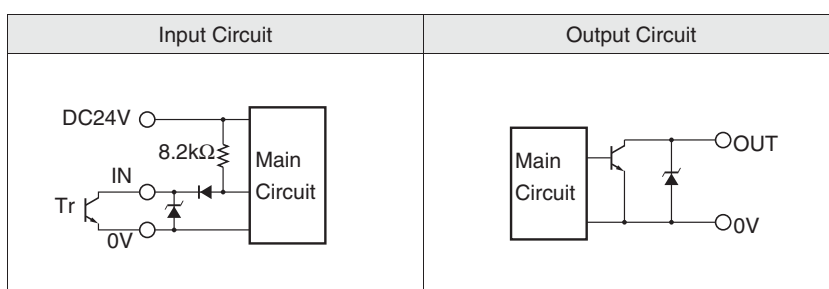 Input Circuit
Output Circuit
DC24V
8.2kΩ
IN
Tr
0V
Main
Circuit
Main
Circuit
OUT
0V